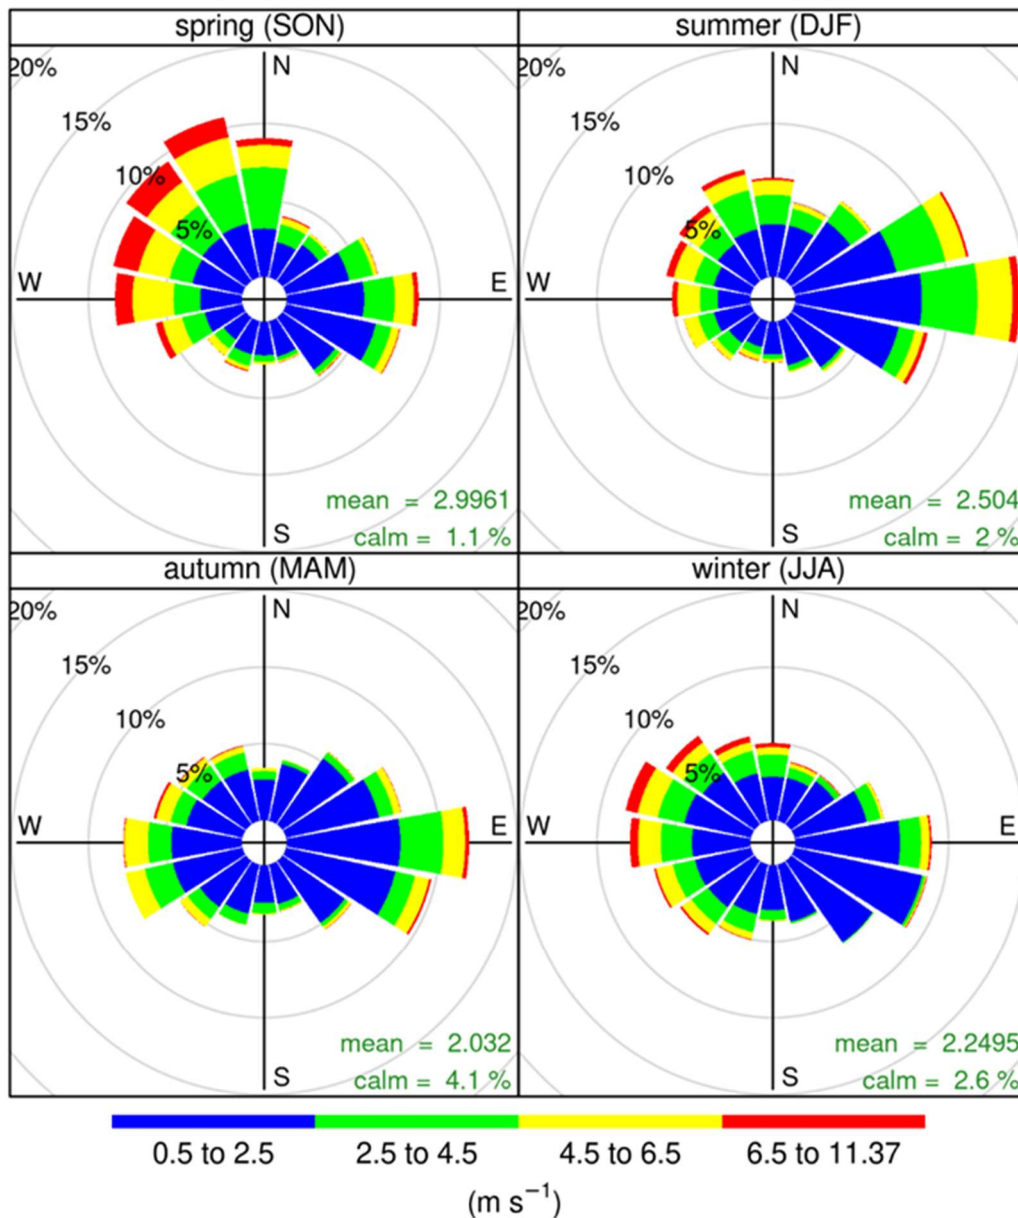 spring (SON)
summer (DJF)
20%
15%
10%
5%
N
W
E
S
mean = 2.9961
calm = 1.1 %
20%
15%
10%
5%
N
W
E
S
mean = 2.504
calm = 2 %
autumn (MAM)
winter (JJA)
20%
15%
10%
5%
N
W
E
S
mean = 2.032
calm = 4.1 %
20%
15%
10%
5%
N
W
E
S
mean = 2.2495
calm = 2.6 %
0.5 to 2.5 2.5 to 4.5 4.5 to 6.5 6.5 to 11.37
(m s⁻¹)